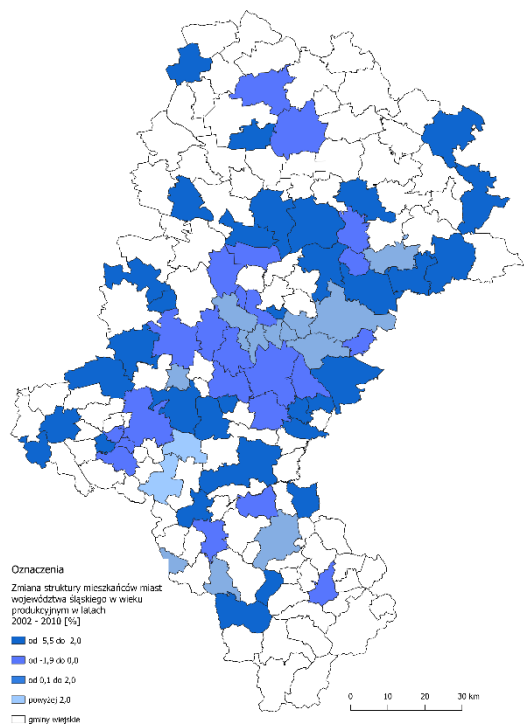 Oznaczenia
Zmiana struktury mieszkańców miast
województwa śląskiego w wieku
produkcyjnym w latach
2002 - 2010 [%]
od -5,5 do 2,0
od -1,9 do 0,0
od 0,1 do 2,0
powyżej 2,0
gminy wiejskie
0 10 20 30 km